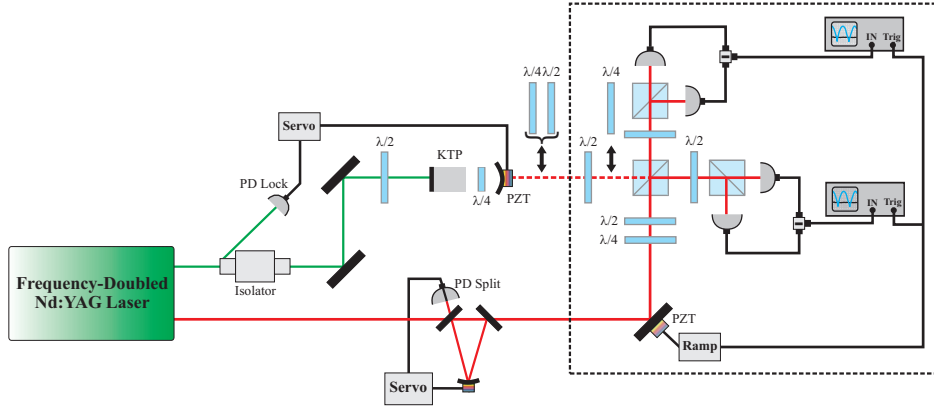 IN Trig
λ/4 λ/2
λ/4
Servo
λ/2
KTP
λ/2
λ/2
PD Lock
λ/4
PZT
IN Trig
λ/2
λ/4
Isolator
Frequency-Doubled
Nd:YAG Laser
PD Split
PZT
Ramp
Servo